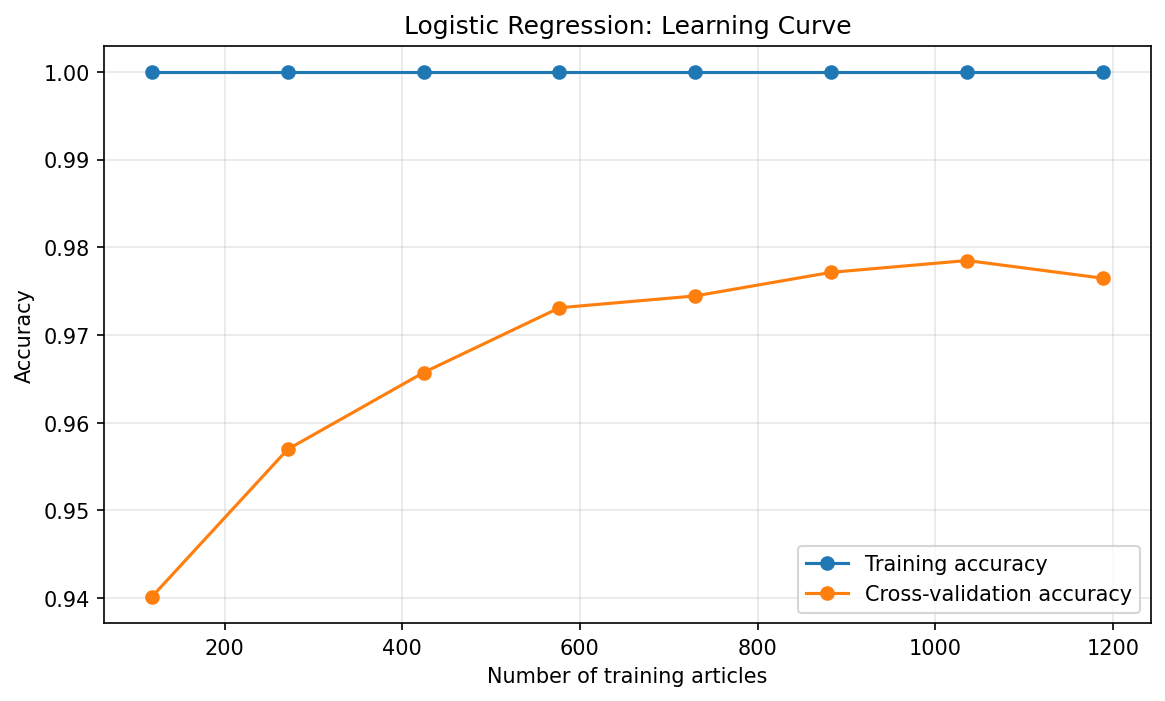 Logistic Regression: Learning Curve
1.00
0.99
0.98
0.97
0.96
0.95
0.94
Accuracy
Training accuracy
Cross-validation accuracy
200
400
600
800
1000
1200
Number of training articles